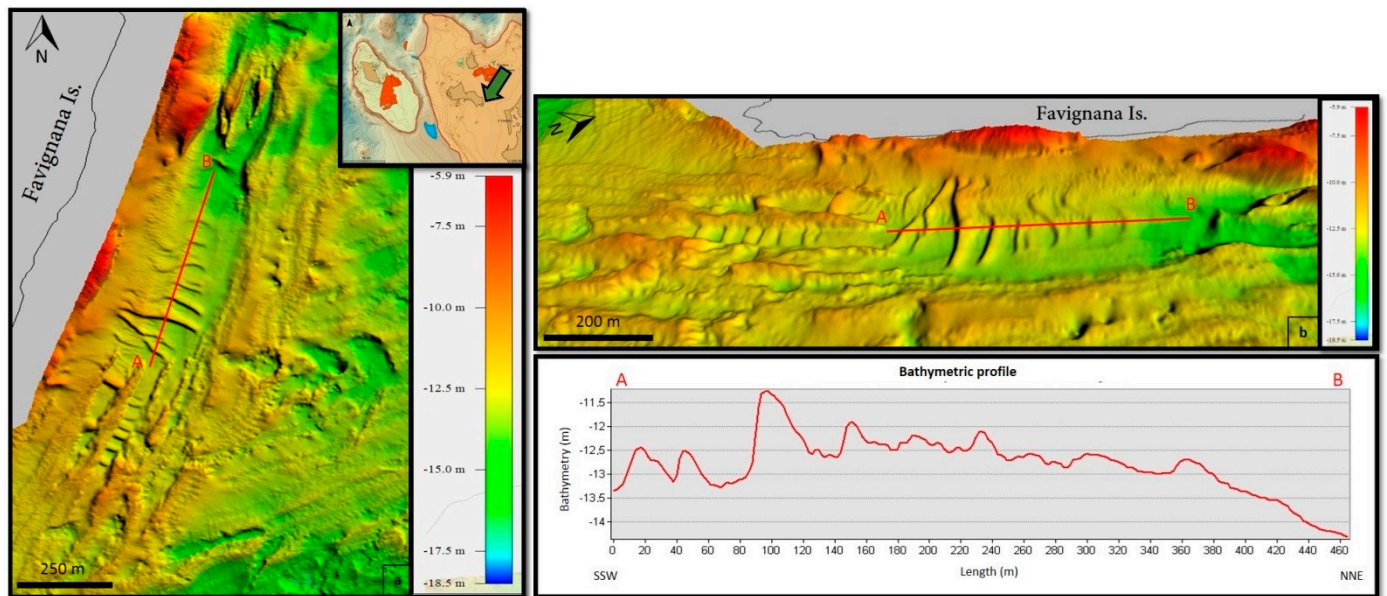 N
Favignana Is.
B
A
250 m
a
-5.9 m
-7.5 m
-10.0 m
-12.5 m
-15.0 m
-17.5 m
-18.5 m
N
Favignana Is.
A
B
200 m
b
-5.9 m
-7.5 m
-10.0 m
-12.5 m
-15.0 m
-17.5 m
-18.5 m
Bathymetric profile
A
B
Bathymetry (m)
-11.5
-12
-12.5
-13
-13.5
-14
0 20 40 60 80 100 120 140 160 180 200 220 240 260 280 300 320 340 360 380 400 420 440 460
SSW
Length (m)
NNE